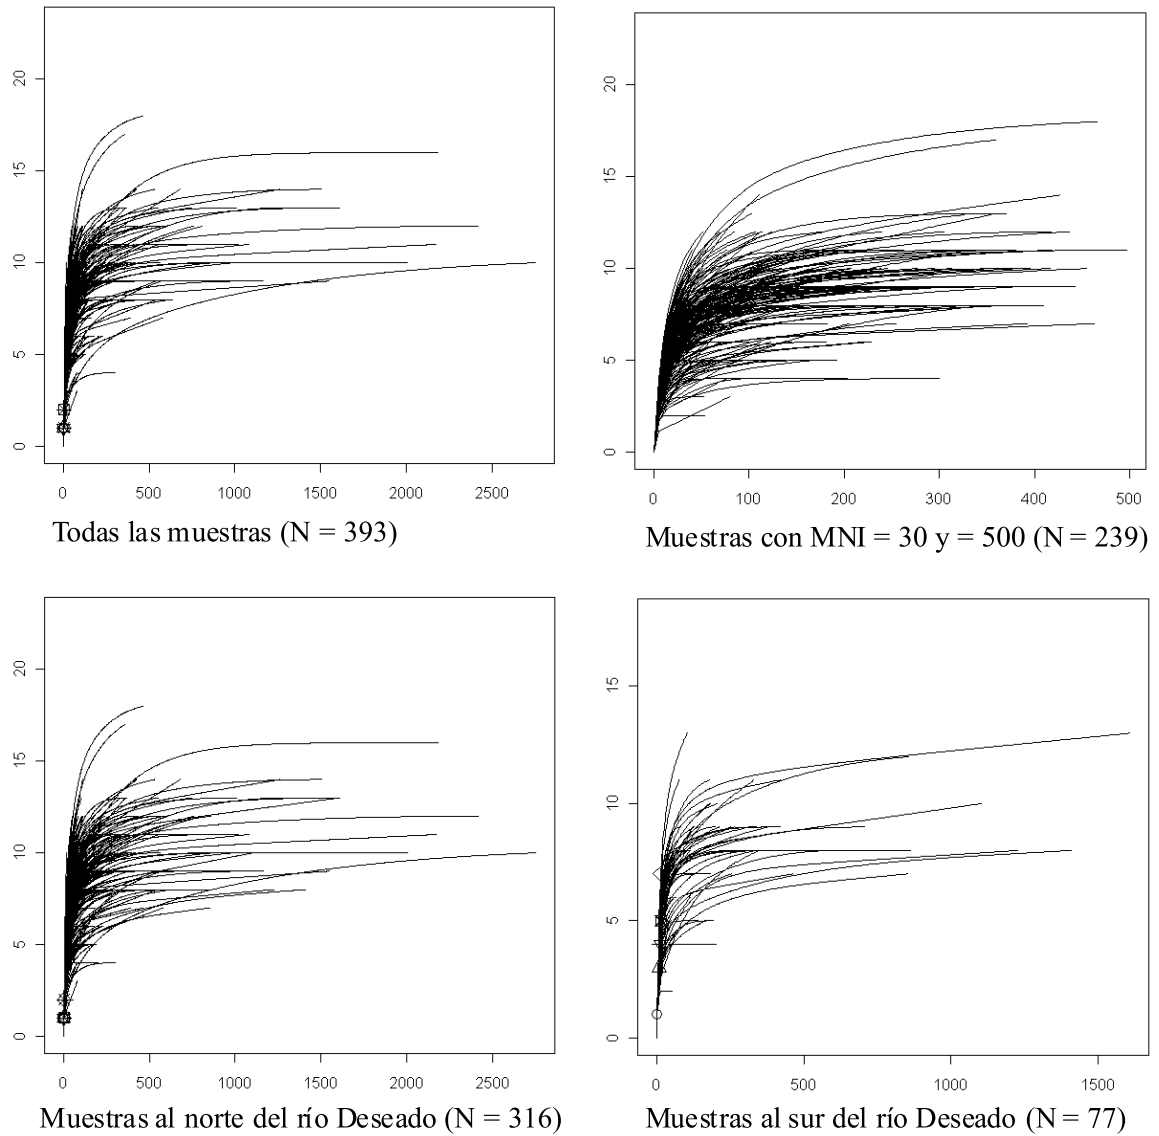 20
15
10
5
0
0 500 1000 1500 2000 2500
Todas las muestras (N = 393)
20
15
10
5
0
0 100 200 300 400 500
Muestras con MNI = 30 y = 500 (N = 239)
20
15
10
5
0
0 500 1000 1500 2000 2500
Muestras al norte del río Deseado (N = 316)
15
10
5
0
0 500 1000 1500
Muestras al sur del río Deseado (N = 77)